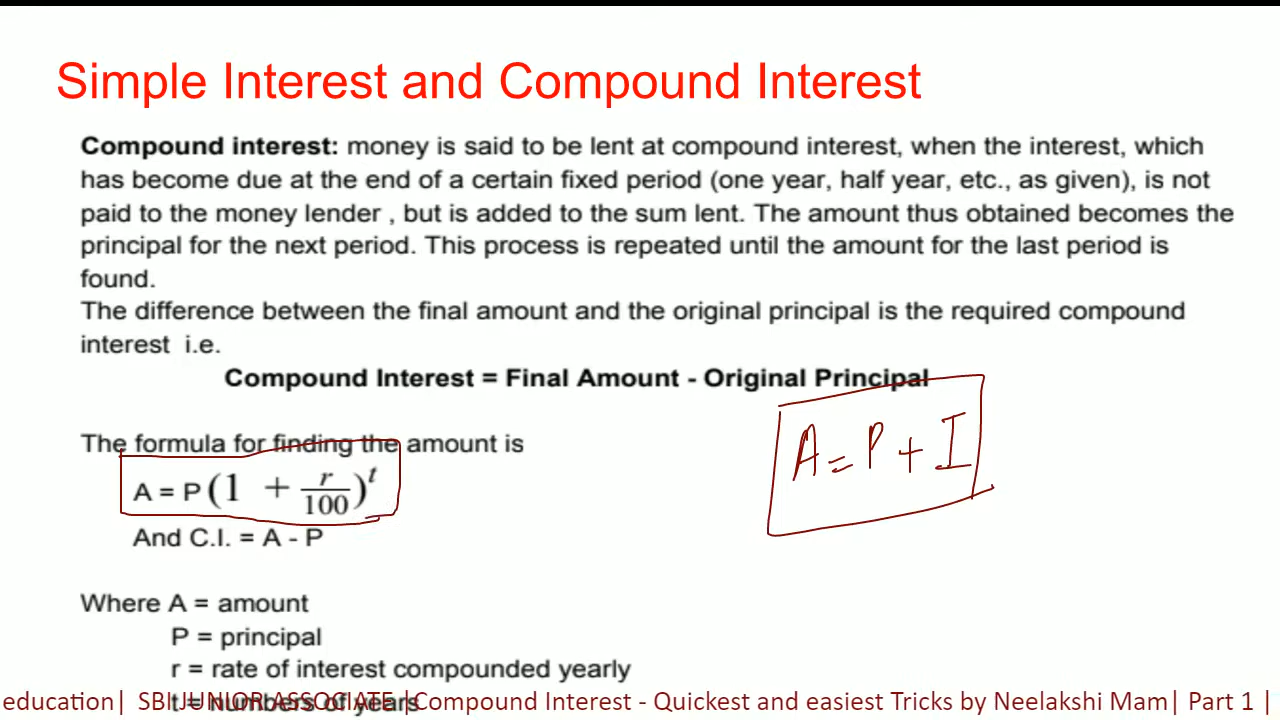 Simple Interest and Compound Interest
Compound interest: money is said to be lent at compound interest, when the interest, which
has become due at the end of a certain fixed period (one year, half year, etc., as given), is not
paid to the money lender , but is added to the sum lent. The amount thus obtained becomes the
principal for the next period. This process is repeated until the amount for the last period is
found.
The difference between the final amount and the original principal is the required compound
interest i.e.
Compound Interest = Final Amount - Original Principal
A = P + I
The formula for finding the amount is
A = P (1 + r/100)^t
And C.I. = A - P
Where A = amount
P = principal
r = rate of interest compounded yearly
t = numbers of years
education| SBI JUNIOR ASSOCIATE |Compound Interest - Quickest and easiest Tricks by Neelakshi Mam| Part 1 |